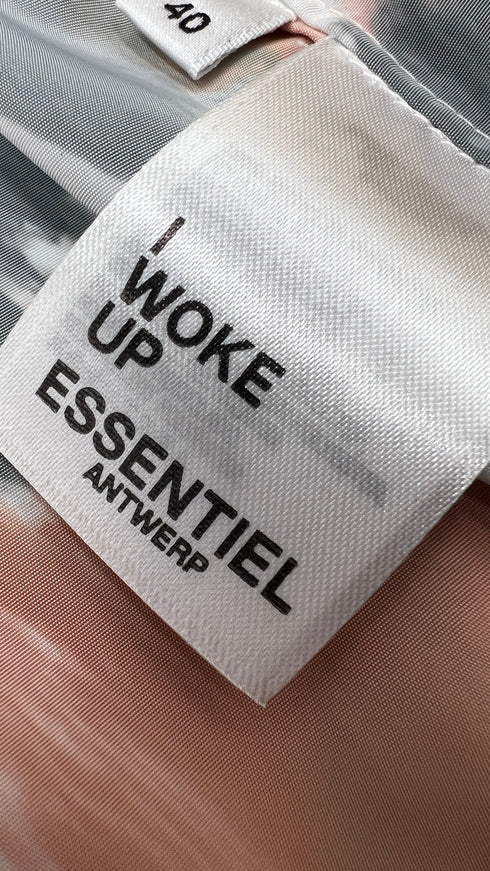 40
I
WOKE
UP
ESSENTIEL
ANTWERP